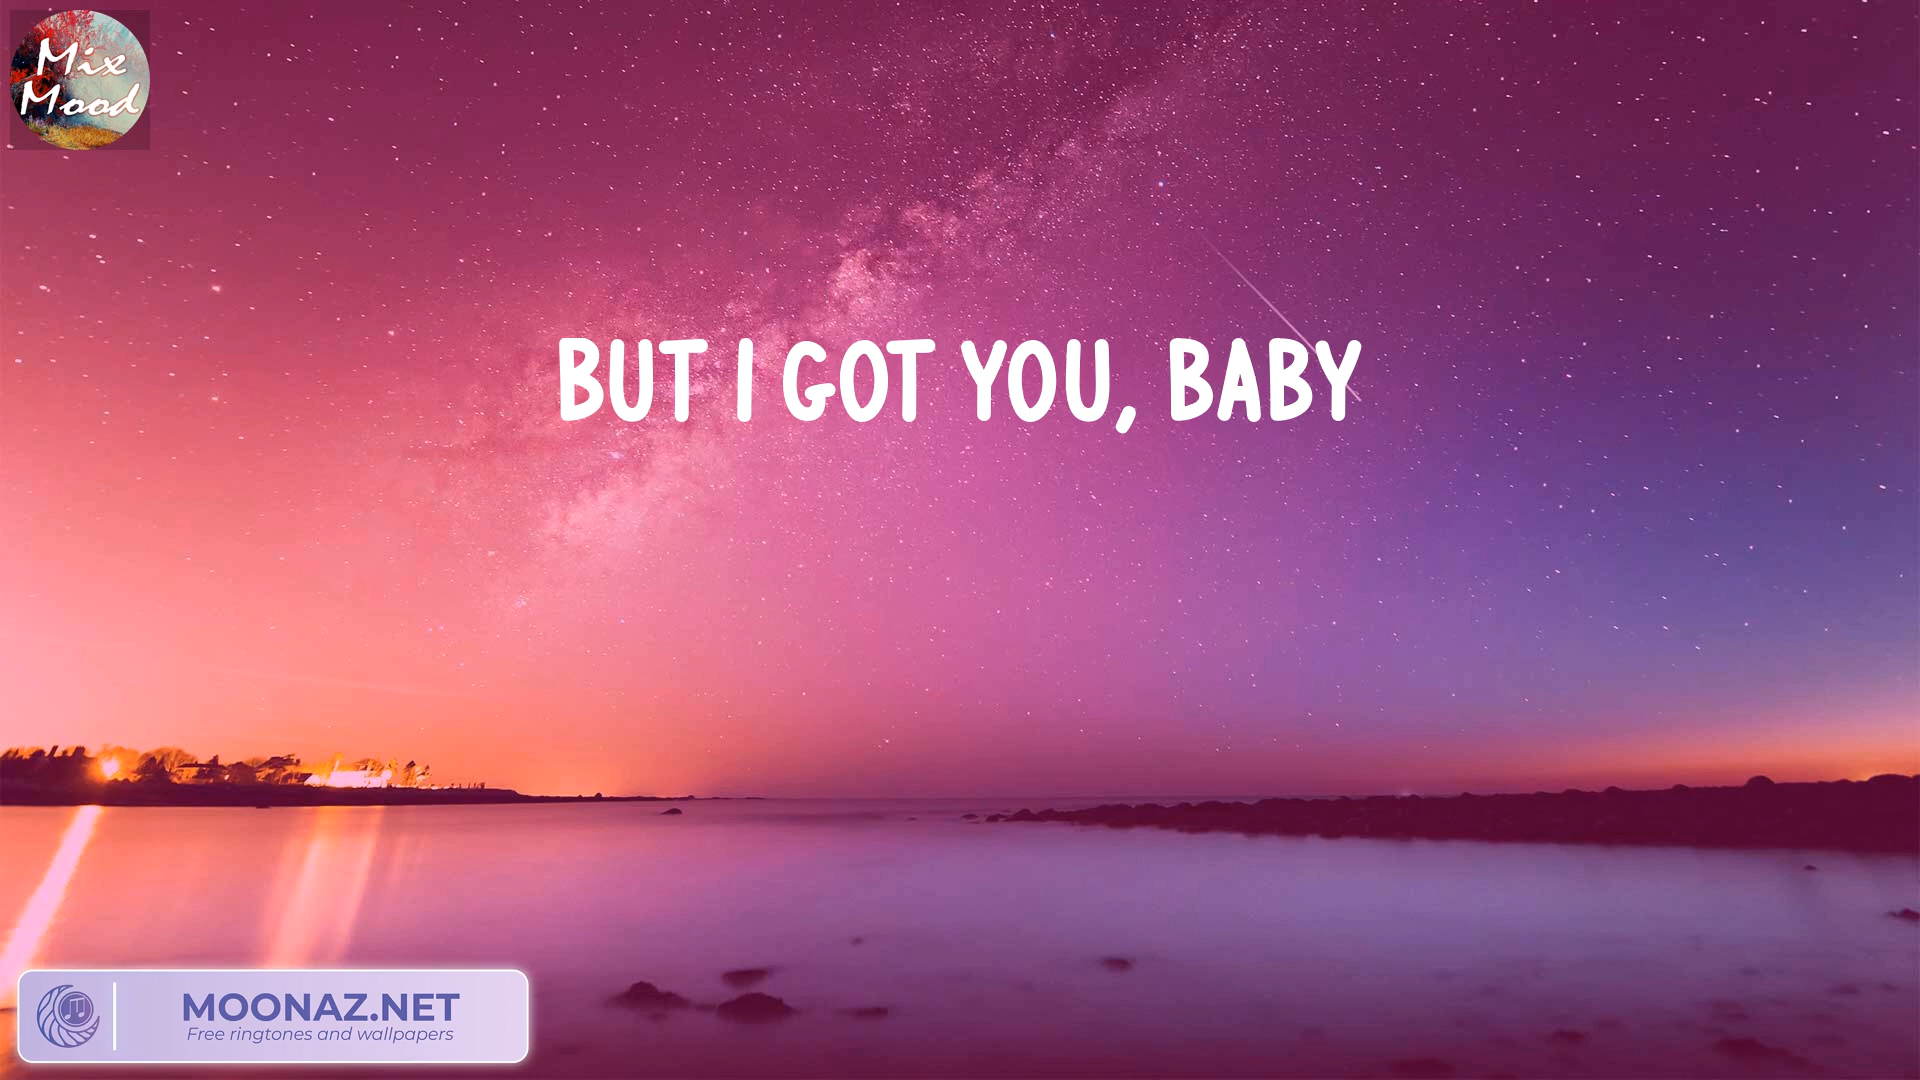 Mix
Mood
BUT I GOT YOU, BABY
MOONAZ.NET
Free ringtones and wallpapers